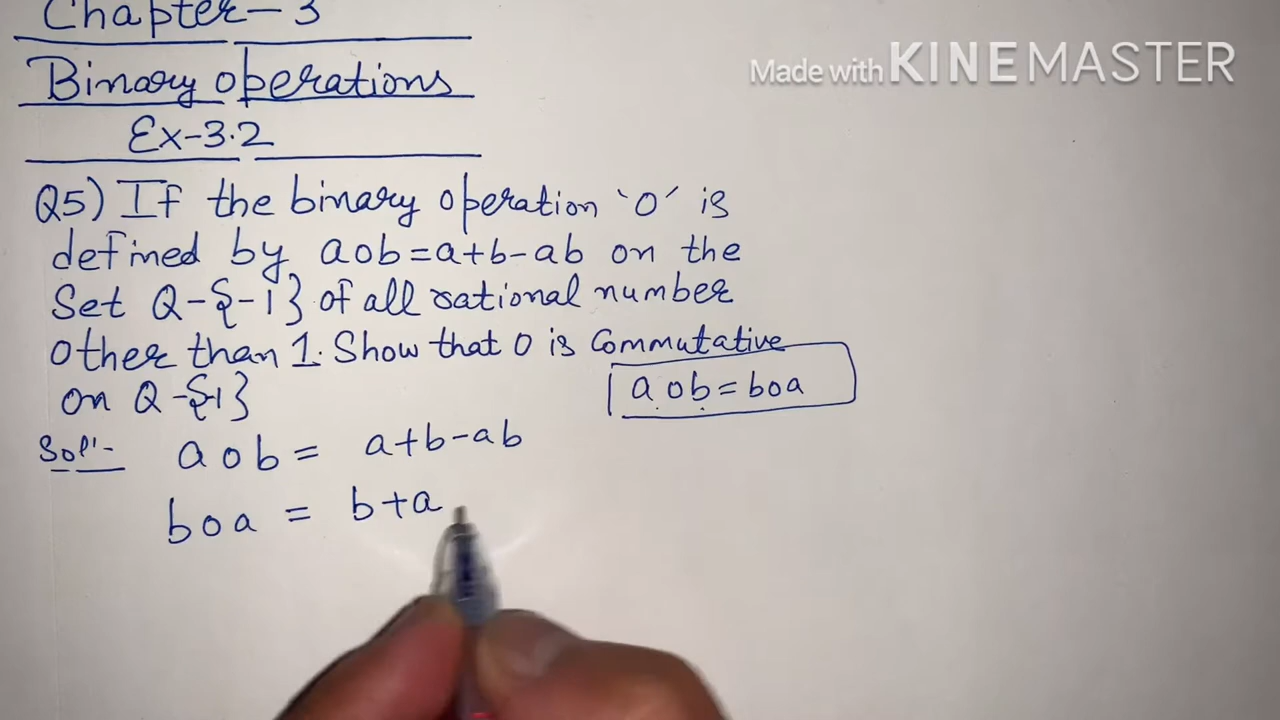 Chapter-3
Made with KINEMASTER
Binary operations
Ex-3.2
Q5) If the binary operation 'o' is
defined by aob=a+b-ab on the
Set Q-{-1} of all rational number
other than 1. Show that o is Commutative
on Q-{1}
aob=boa
Sol':- aob= a+b-ab
boa = b+a